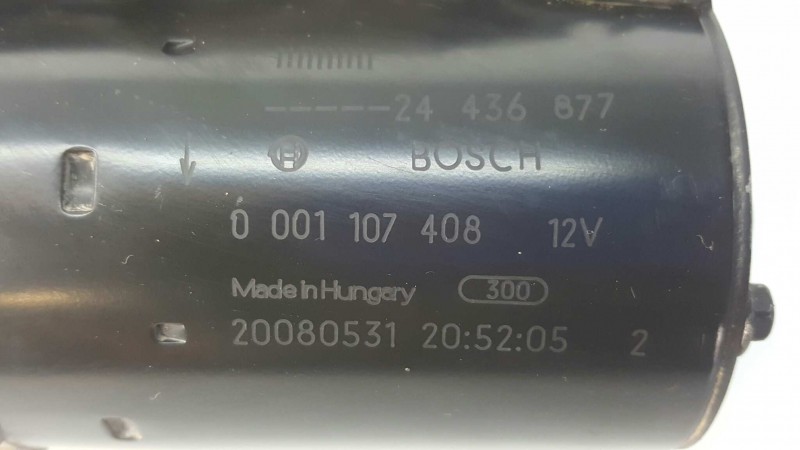 -----24 436 877
BOSCH
0 001 107 408 12V
Made in Hungary 300
20080531 20:52:05 2